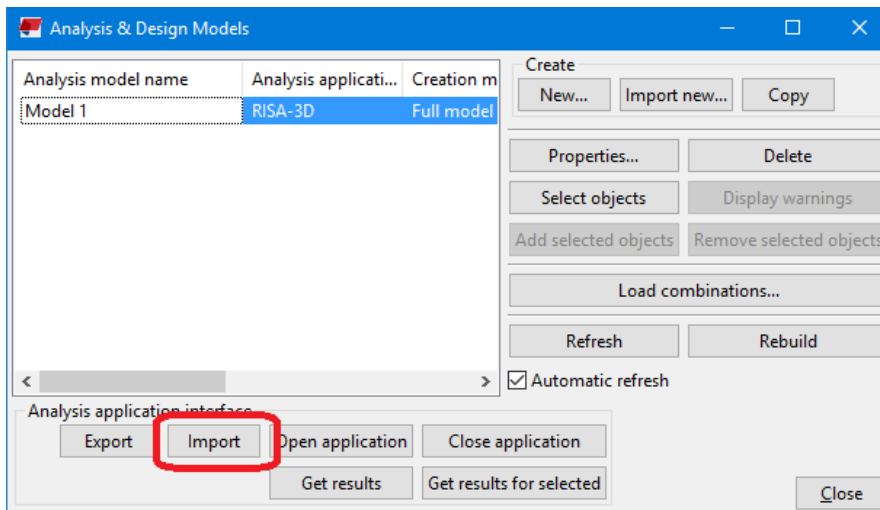 Analysis & Design Models
Analysis model name Analysis applicati... Creation m
Model 1 RISA-3D Full model
Create
New... Import new... Copy
Properties... Delete
Select objects Display warnings
Add selected objects Remove selected objects
Load combinations...
Refresh Rebuild
Automatic refresh
Analysis application interface
Export Import Open application Close application
Get results Get results for selected
Close